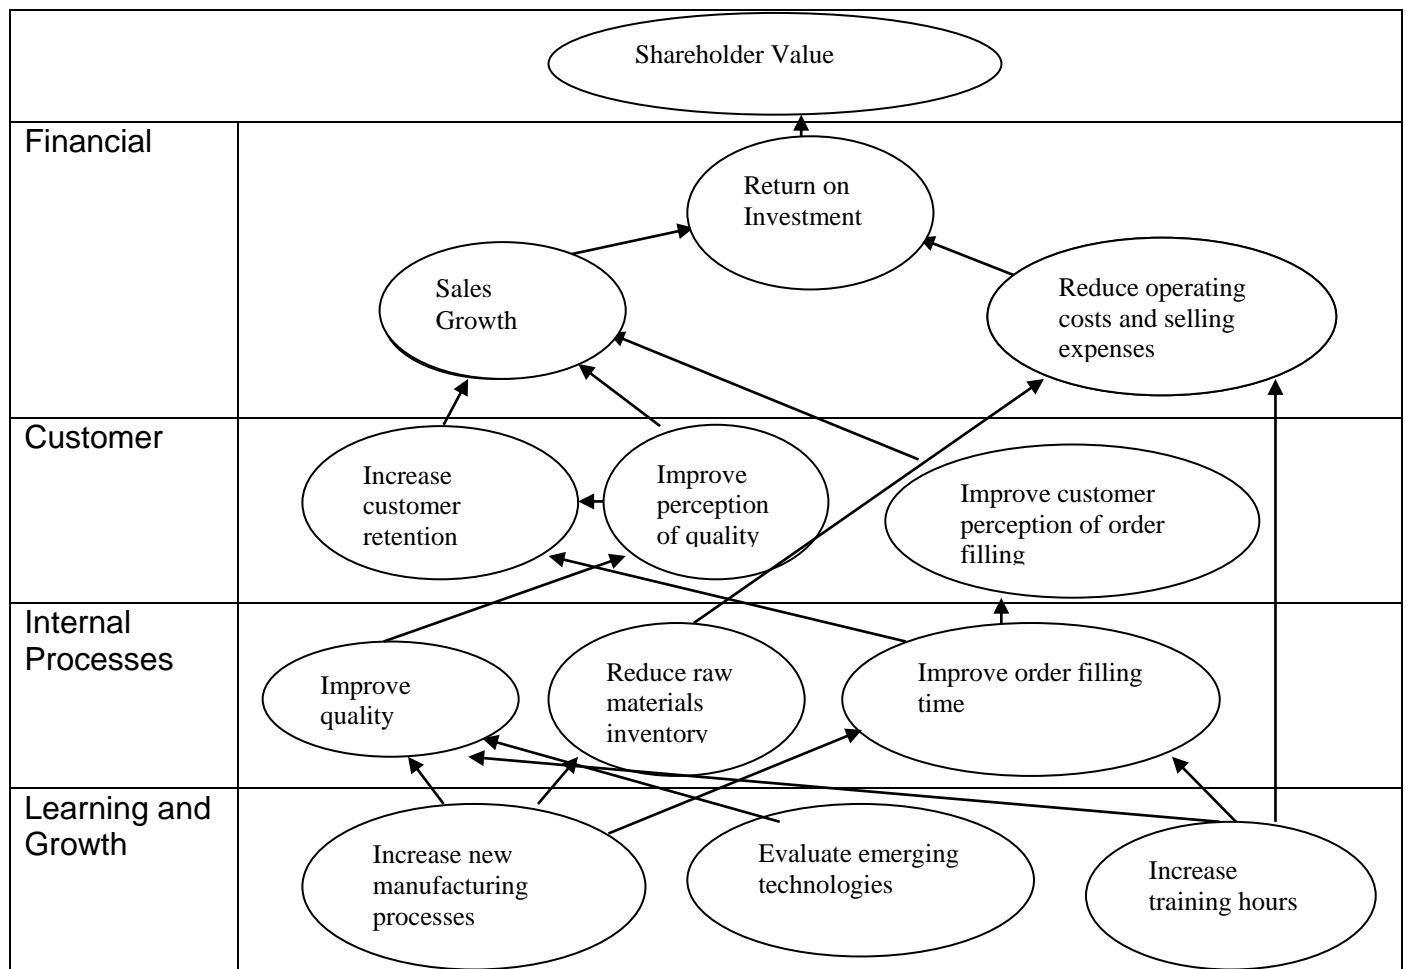 Shareholder Value
Financial
Return on
Investment
Sales
Growth
Reduce operating
costs and selling
expenses
Customer
Increase
customer
retention
Improve
perception
of quality
Improve customer
perception of order
filling
Internal
Processes
Improve
quality
Reduce raw
materials
inventory
Improve order filling
time
Learning and
Growth
Increase new
manufacturing
processes
Evaluate emerging
technologies
Increase
training hours